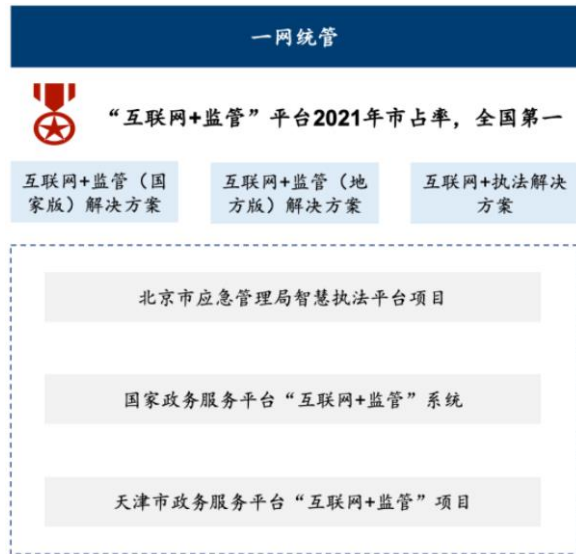 一网统管
“互联网+监管”平台2021年市占率，全国第一
互联网+监管（国
家版）解决方案
互联网+监管（地
方版）解决方案
互联网+执法解决
方案
北京市应急管理局智慧执法平台项目
国家政务服务平台“互联网+监管”系统
天津市政务服务平台“互联网+监管”项目